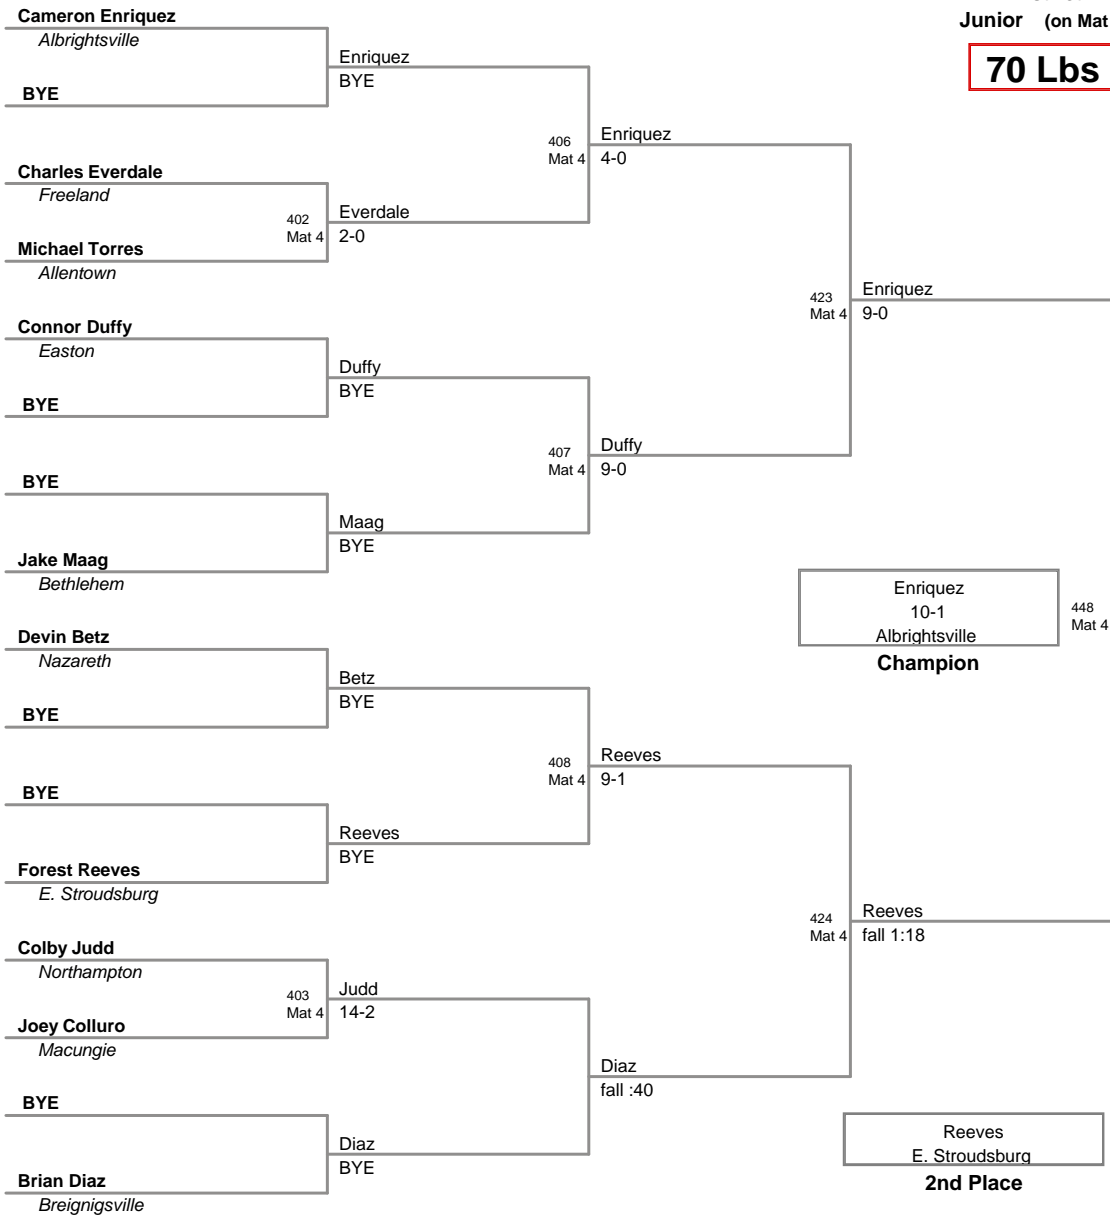 Junior (on Mat
70 Lbs
Cameron Enriquez
Albrightsville
BYE
Enriquez
BYE
Charles Everdale
Freeland
Michael Torres
Allentown
402
Mat 4
Everdale
2-0
406
Mat 4
Enriquez
4-0
Connor Duffy
Easton
BYE
Duffy
BYE
BYE
Jake Maag
Bethlehem
Maag
BYE
407
Mat 4
Duffy
9-0
423
Mat 4
Enriquez
9-0
Enriquez
10-1
Albrightsville
Champion
448
Mat 4
Devin Betz
Nazareth
BYE
Betz
BYE
BYE
Forest Reeves
E. Stroudsburg
Reeves
BYE
408
Mat 4
Reeves
9-1
Colby Judd
Northampton
Joey Colluro
Macungie
403
Mat 4
Judd
14-2
BYE
Brian Diaz
Breignigsville
Diaz
BYE
Diaz
fall :40
424
Mat 4
Reeves
fall 1:18
Reeves
E. Stroudsburg
2nd Place